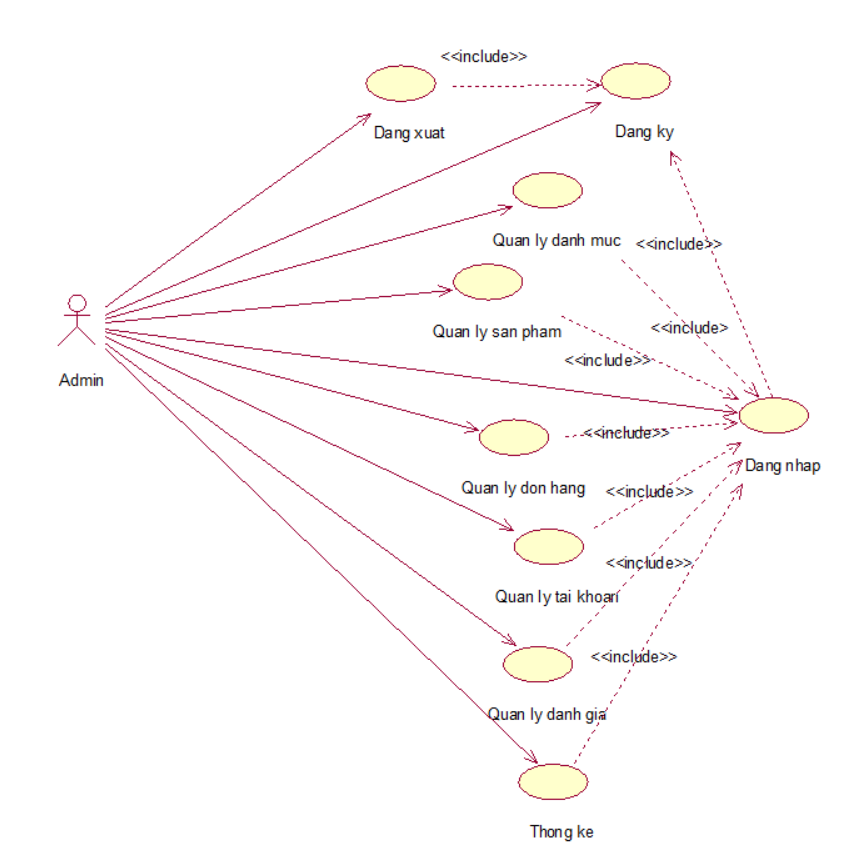 <<include>>
Dang xuat
Dang ky
Quan ly danh muc
<<include>>
Quan ly san pham
<<include>
<<include>>
Admin
<<include>>
Dang nhap
Quan ly don hang
<<include>>
<<include>>
Quan ly tai khoan
<<include>>
Quan ly danh gia
Thong ke